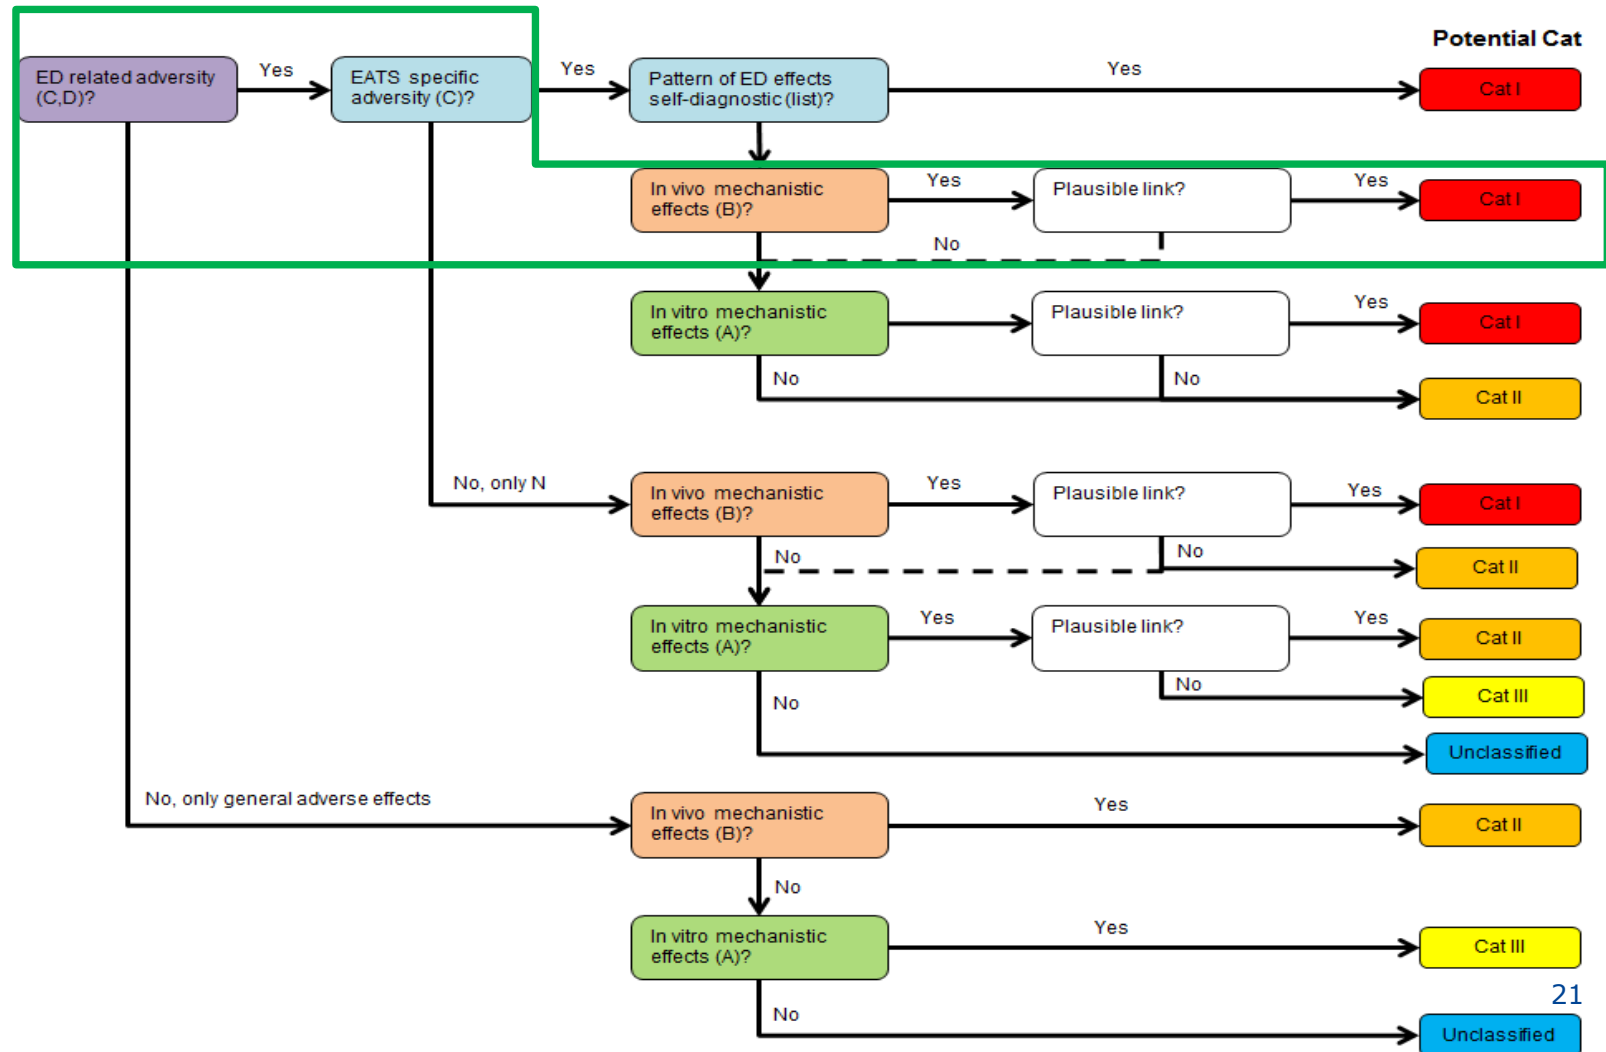 Potential Cat
ED related adversity
(C,D)?
Yes
EATS specific
adversity (C)?
Yes
Pattern of ED effects
self-diagnostic (list)?
Yes
Cat I
In vivo mechanistic
effects (B)?
Yes
Plausible link?
Yes
Cat I
No
In vitro mechanistic
effects (A)?
Plausible link?
Yes
Cat I
No
No
Cat II
No, only N
In vivo mechanistic
effects (B)?
Yes
Plausible link?
Yes
Cat I
No
No
Cat II
In vitro mechanistic
effects (A)?
Yes
Plausible link?
Yes
Cat II
No
No
Cat III
Unclassified
No, only general adverse effects
In vivo mechanistic
effects (B)?
Yes
Cat II
No
In vitro mechanistic
effects (A)?
Yes
Cat III
21
No
Unclassified